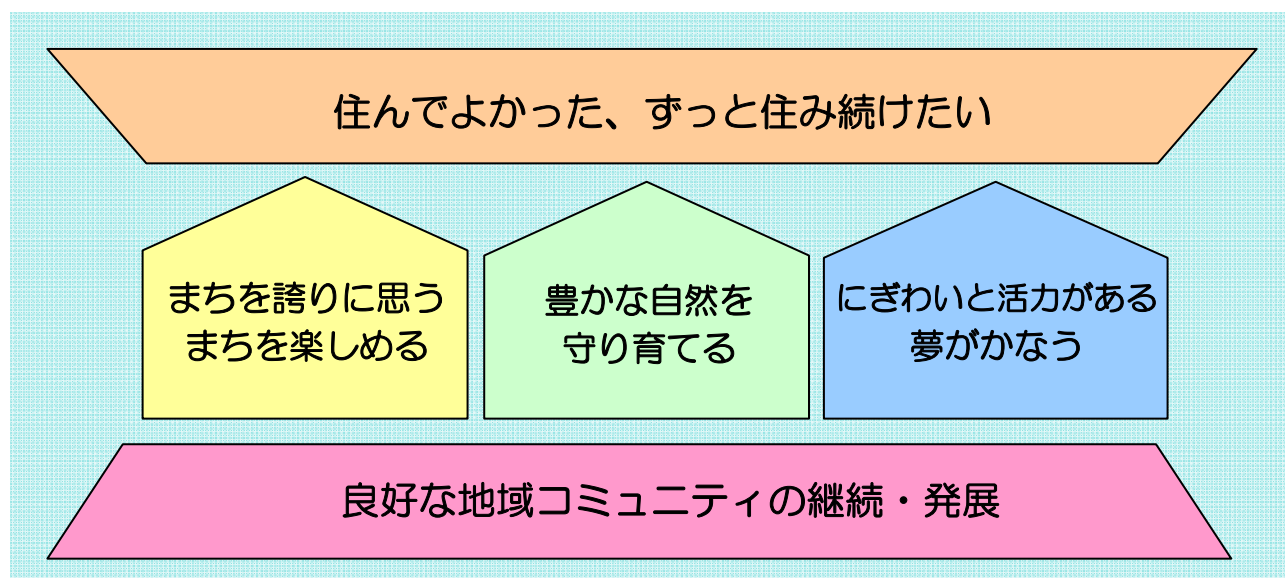 住んでよかった、ずっと住み続けたい
まちを誇りに思う
まちを楽しめる
豊かな自然を
守り育てる
にぎわいと活力がある
夢がかなう
良好な地域コミュニティの継続・発展